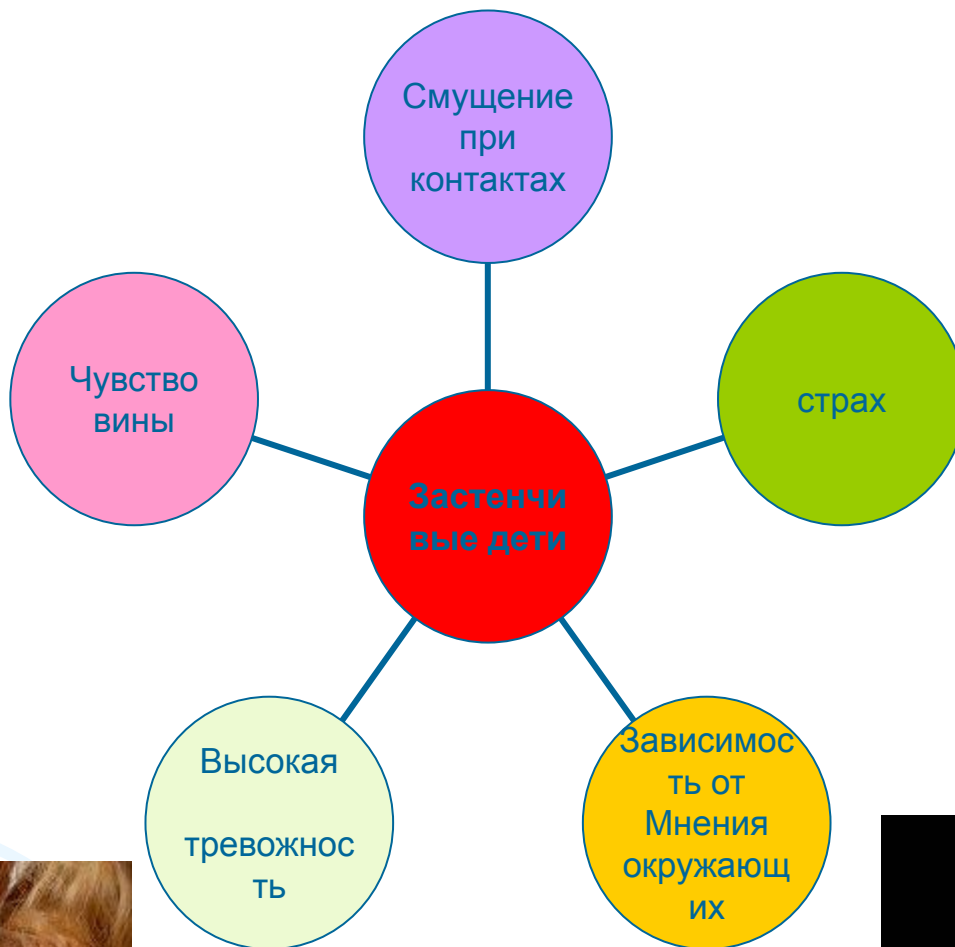 Смущение
при
контактах
Чувство
вины
страх
Застенчи
вые дети
Высокая
тревожнос
ть
Зависимос
ть от
Мнения
окружающ
их